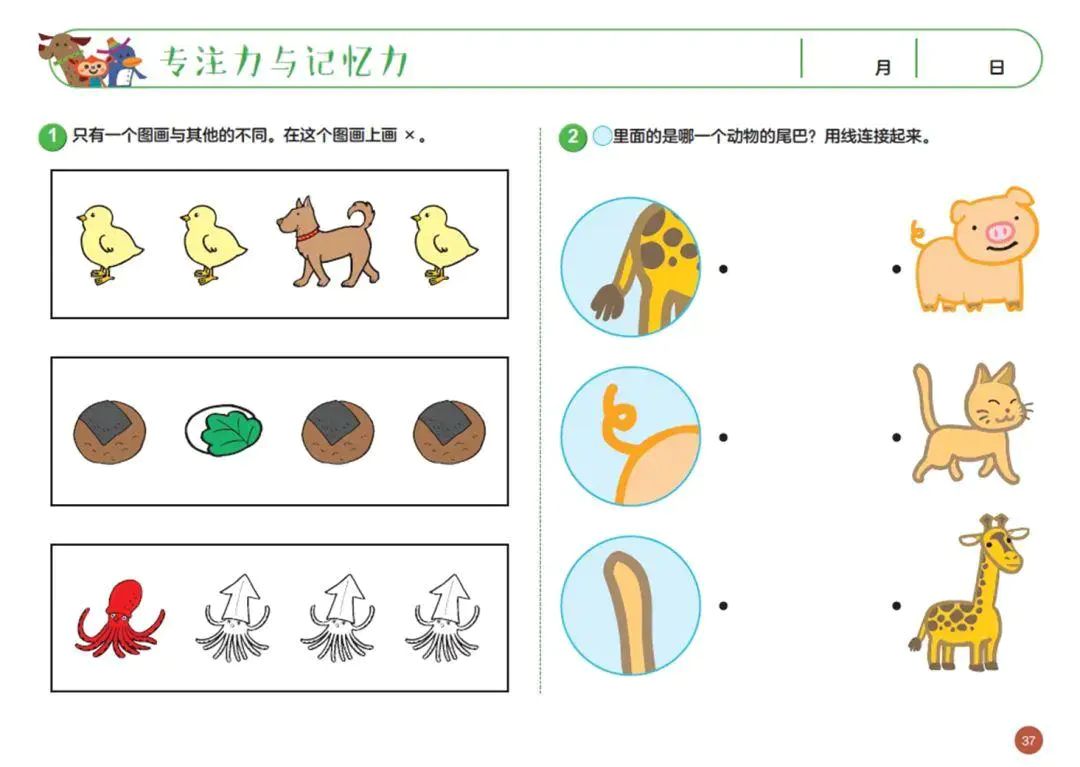 专注力与记忆力
月 日
1 只有一个图画与其他的不同。在这个图画上画 ×。
2 里面的是哪一个动物的尾巴？用线连接起来。
37